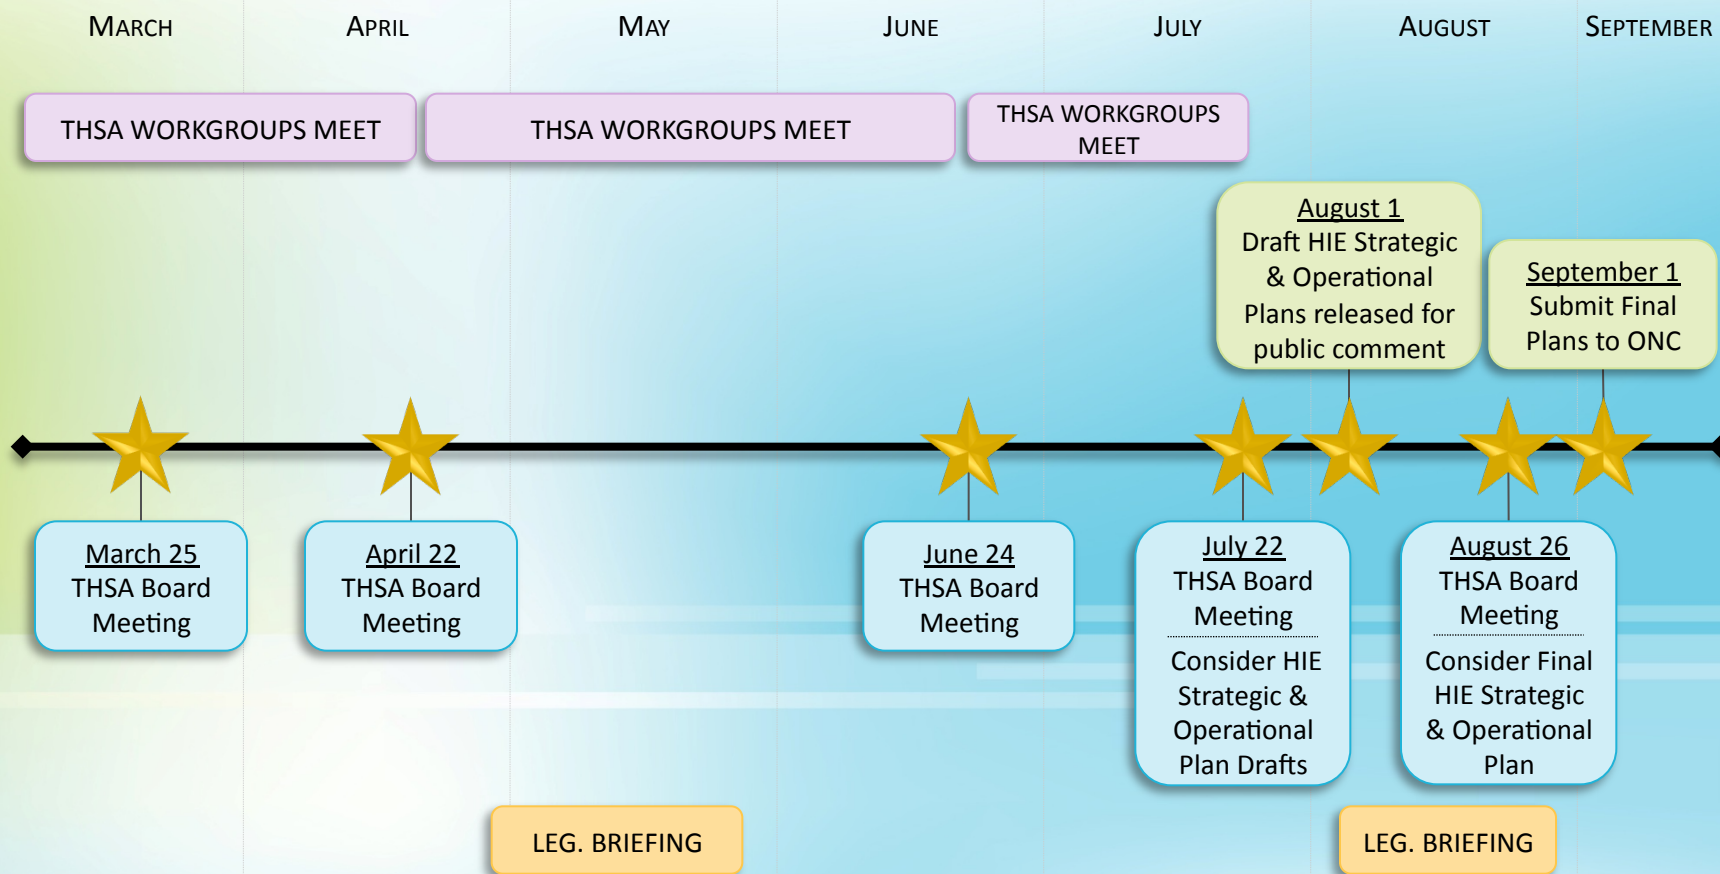 MARCH
APRIL
MAY
JUNE
JULY
AUGUST
SEPTEMBER
THSA WORKGROUPS MEET
THSA WORKGROUPS MEET
THSA WORKGROUPS
MEET
August 1
Draft HIE Strategic
& Operational
Plans released for
public comment
September 1
Submit Final
Plans to ONC
March 25
THSA Board
Meeting
April 22
THSA Board
Meeting
June 24
THSA Board
Meeting
July 22
THSA Board
Meeting
Consider HIE
Strategic &
Operational
Plan Drafts
August 26
THSA Board
Meeting
Consider Final
HIE Strategic
& Operational
Plan
LEG. BRIEFING
LEG. BRIEFING